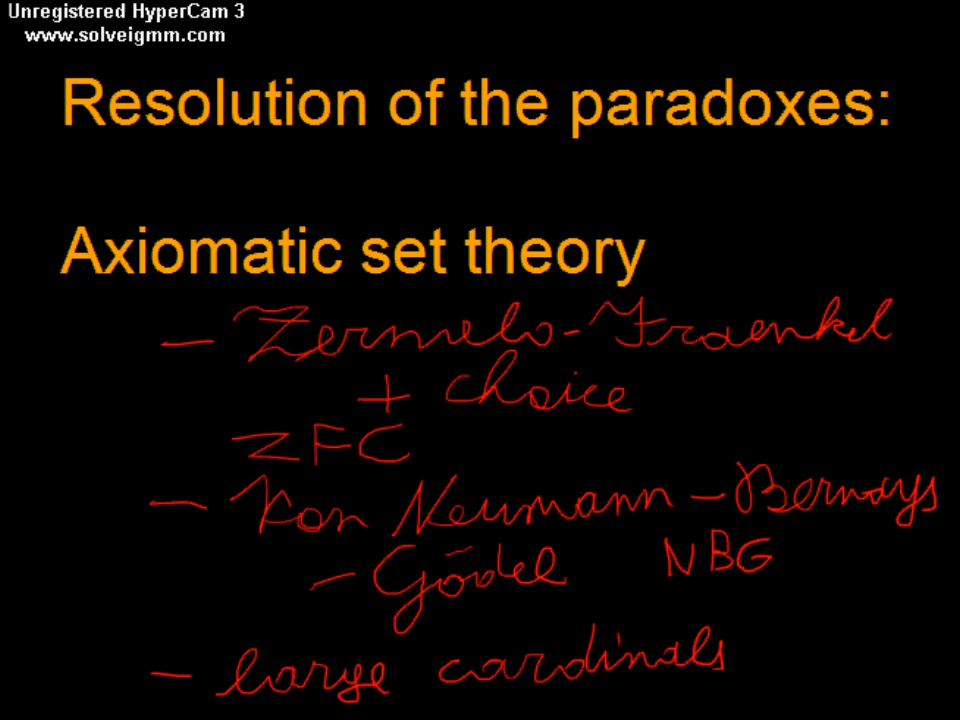 Unregistered HyperCam 3
www.solveigmm.com
Resolution of the paradoxes:
Axiomatic set theory
- Zermelo-Fraenkel
+ Choice
ZFC
- Von Neumann - Bernays
- Gödel NBG
- large cardinals